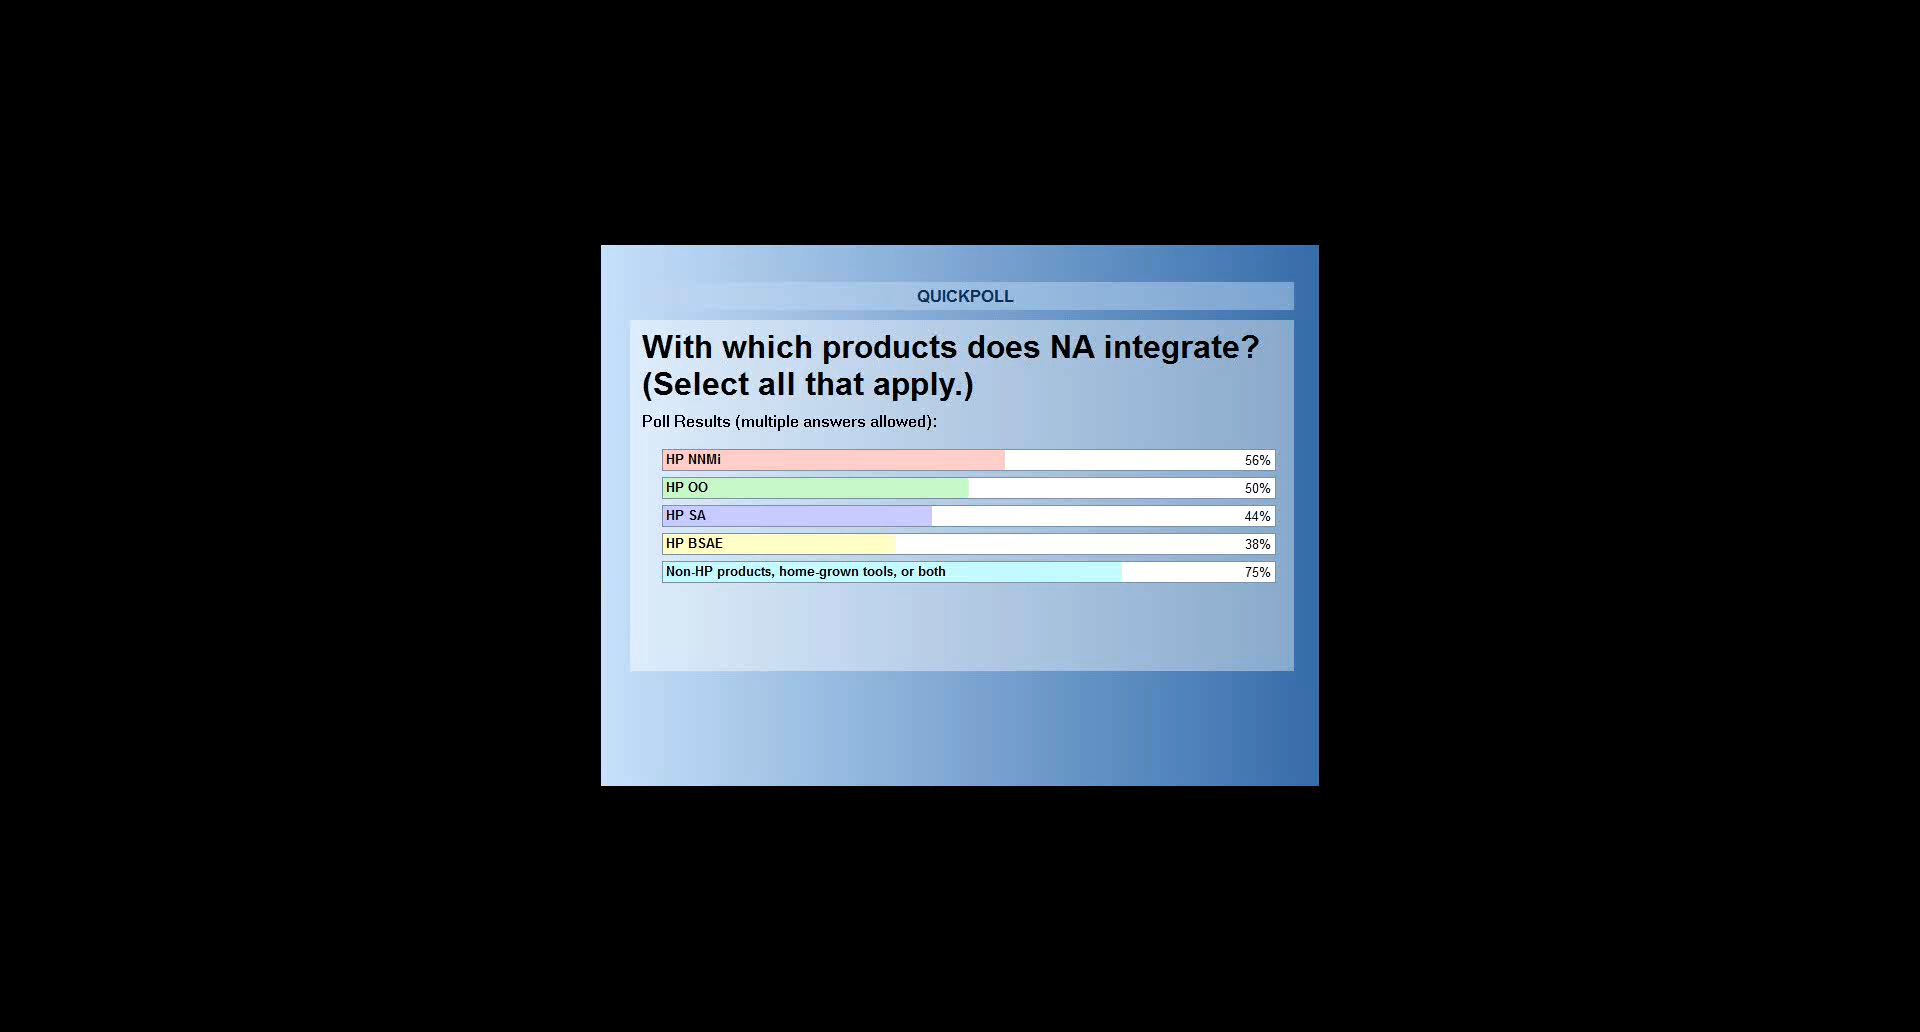 QUICKPOLL
With which products does NA integrate?
(Select all that apply.)
Poll Results (multiple answers allowed):
HP NNMi 56%
HP OO 50%
HP SA 44%
HP BSAE 38%
Non-HP products, home-grown tools, or both 75%